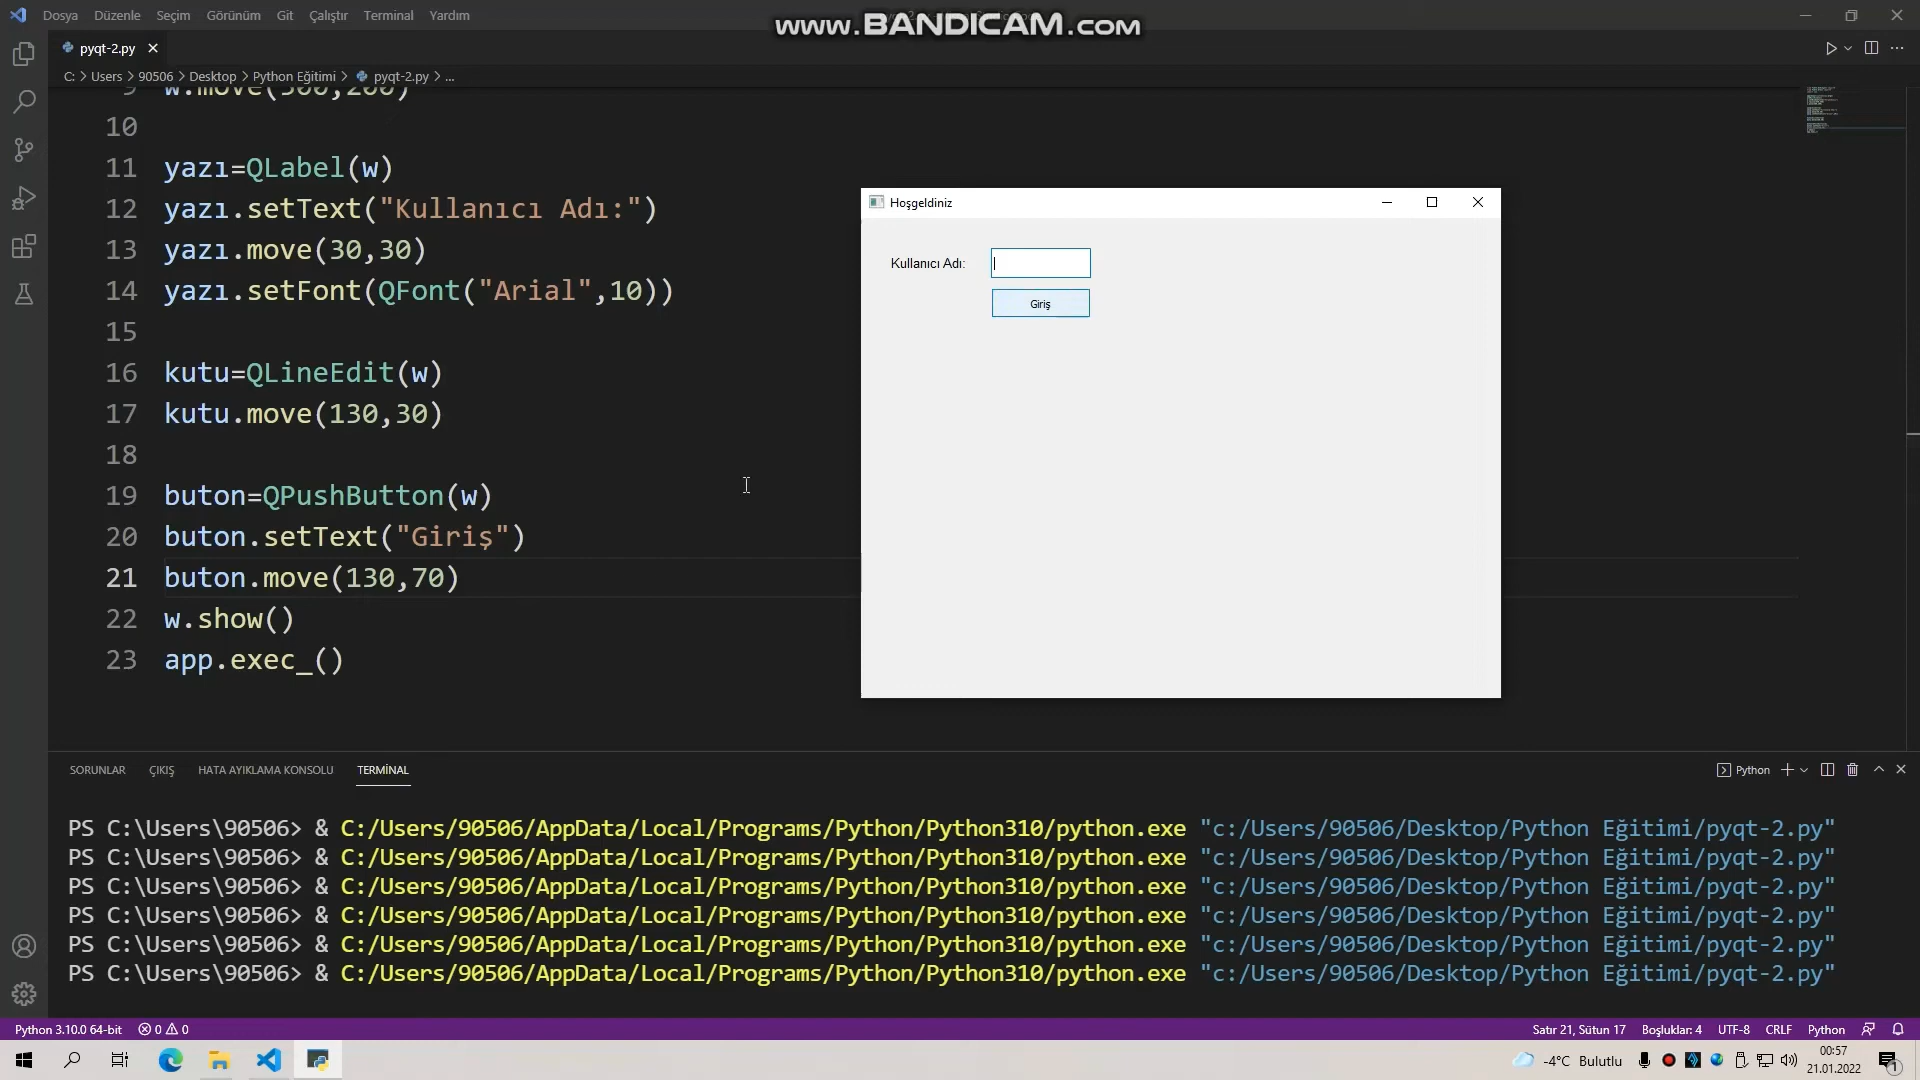 Dosya Düzenle Seçim Görünüm Git Çalıştır Terminal Yardım
www.BANDICAM.com
pyqt-2.py
C: > Users > 90506 > Desktop > Python Eğitimi > pyqt-2.py > ...
9 w.move(500,200)
10
11 yazı=QLabel(w)
12 yazı.setText("Kullanıcı Adı:")
13 yazı.move(30,30)
14 yazı.setFont(QFont("Arial",10))
15
16 kutu=QLineEdit(w)
17 kutu.move(130,30)
18
19 buton=QPushButton(w)
20 buton.setText("Giriş")
21 buton.move(130,70)
22 w.show()
23 app.exec_()
Hoşgeldiniz
Kullanıcı Adı:
Giriş
SORUNLAR ÇIKIŞ HATA AYIKLAMA KONSOLU TERMİNAL
Python
PS C:\Users\90506> & C:/Users/90506/AppData/Local/Programs/Python/Python310/python.exe "c:/Users/90506/Desktop/Python Eğitimi/pyqt-2.py"
PS C:\Users\90506> & C:/Users/90506/AppData/Local/Programs/Python/Python310/python.exe "c:/Users/90506/Desktop/Python Eğitimi/pyqt-2.py"
PS C:\Users\90506> & C:/Users/90506/AppData/Local/Programs/Python/Python310/python.exe "c:/Users/90506/Desktop/Python Eğitimi/pyqt-2.py"
PS C:\Users\90506> & C:/Users/90506/AppData/Local/Programs/Python/Python310/python.exe "c:/Users/90506/Desktop/Python Eğitimi/pyqt-2.py"
PS C:\Users\90506> & C:/Users/90506/AppData/Local/Programs/Python/Python310/python.exe "c:/Users/90506/Desktop/Python Eğitimi/pyqt-2.py"
PS C:\Users\90506> & C:/Users/90506/AppData/Local/Programs/Python/Python310/python.exe "c:/Users/90506/Desktop/Python Eğitimi/pyqt-2.py"
Python 3.10.0 64-bit 0 0
Satır 21, Sütun 17 Boşluklar: 4 UTF-8 CRLF Python
-4°C Bulutlu
00:57
21.01.2022
1